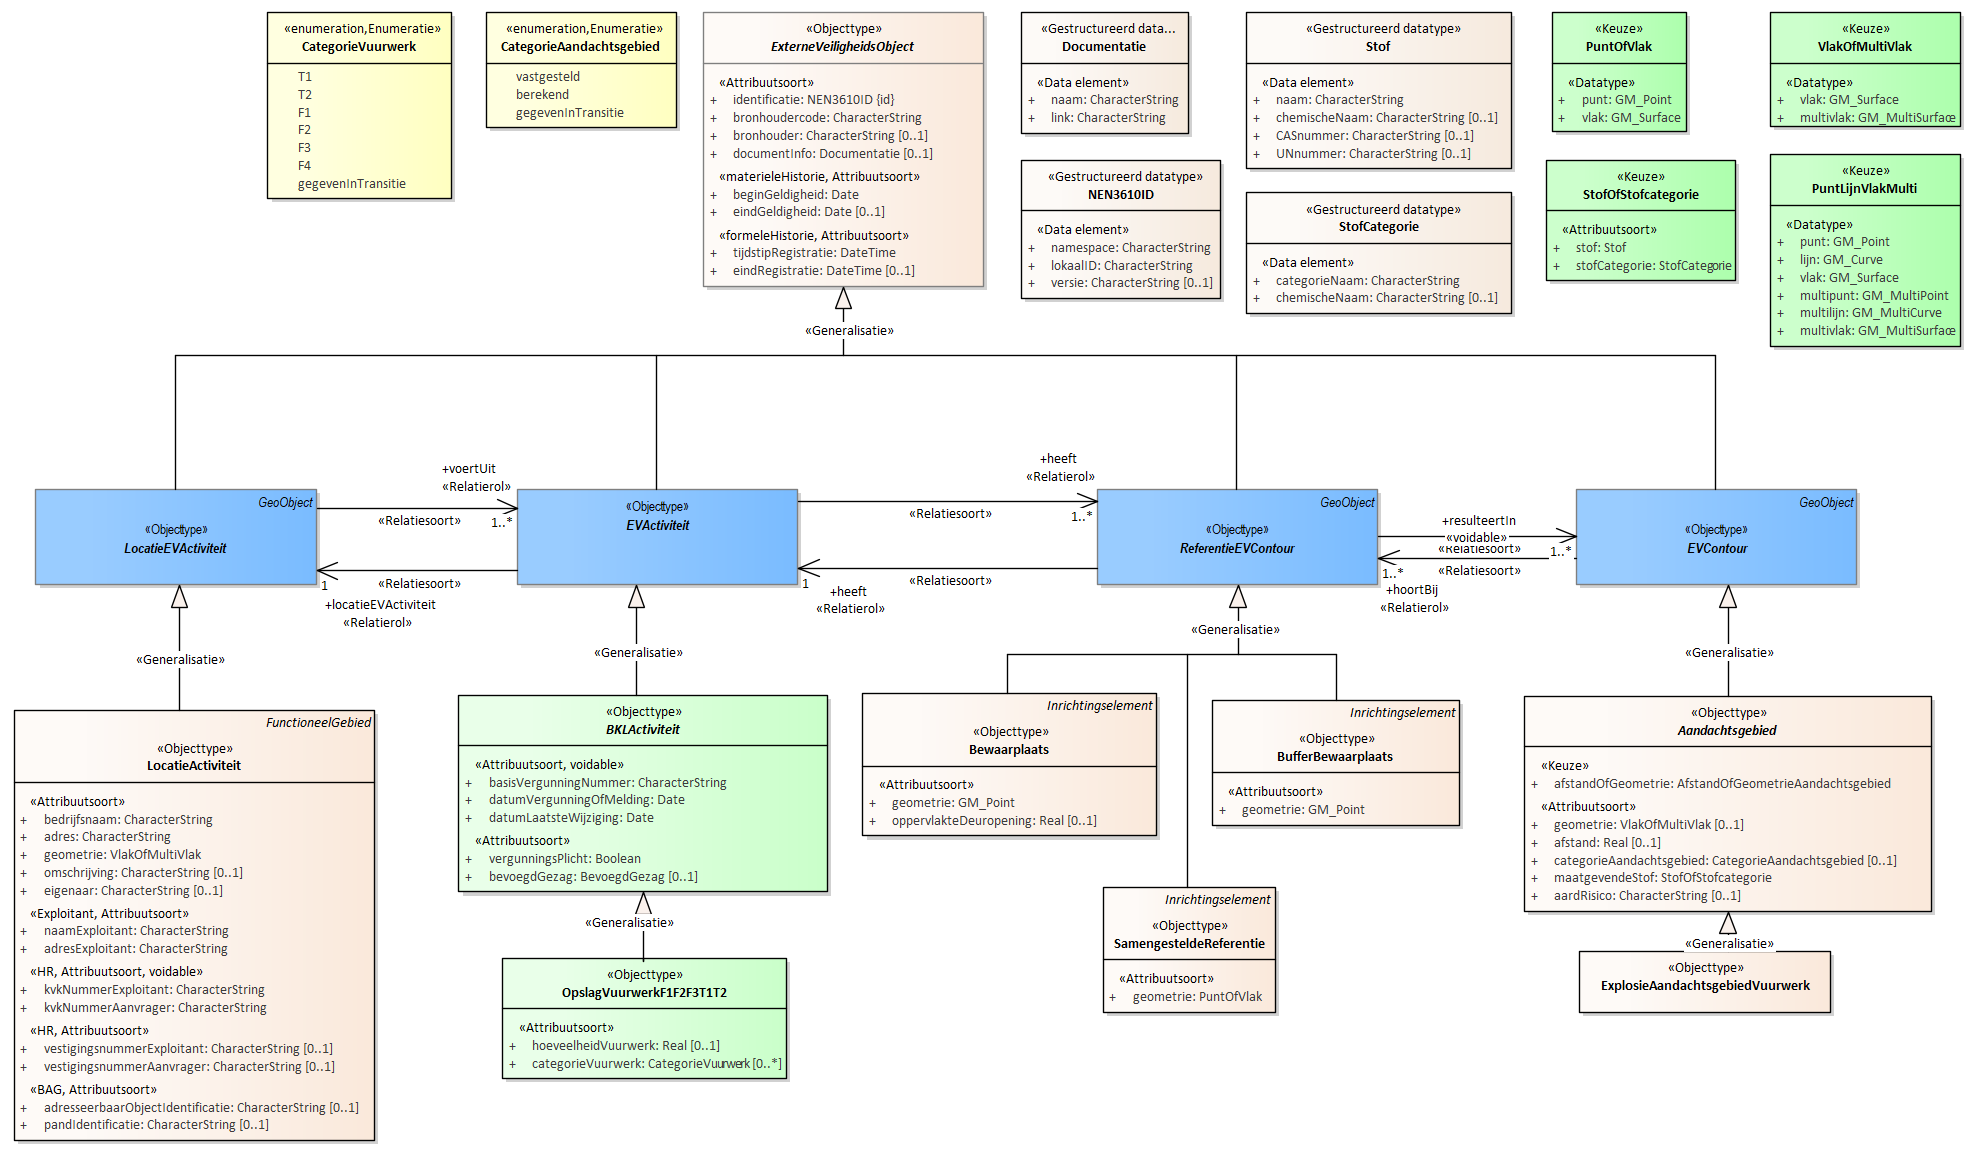 «enumeration,Enumeratie»
CategorieVuurwerk
T1
T2
F1
F2
F3
F4
gegevenInTransitie
«enumeration,Enumeratie»
CategorieAandachtsgebied
vastgesteld
berekend
gegevenInTransitie
«Objecttype»
ExterneVeiligheidsObject
«Attribuutsoort»
+ identificatie: NEN3610ID {id}
+ bronhoudercode: CharacterString
+ bronhouder: CharacterString [0..1]
+ documentInfo: Documentatie [0..1]
«materieleHistorie, Attribuutsoort»
+ beginGeldigheid: Date
+ eindGeldigheid: Date [0..1]
«formeleHistorie, Attribuutsoort»
+ tijdstipRegistratie: DateTime
+ eindRegistratie: DateTime [0..1]
«Gestructureerd data...
Documentatie
«Data element»
+ naam: CharacterString
+ link: CharacterString
«Gestructureerd datatype»
NEN3610ID
«Data element»
+ namespace: CharacterString
+ lokaalID: CharacterString
+ versie: CharacterString [0..1]
«Gestructureerd datatype»
Stof
«Data element»
+ naam: CharacterString
+ chemischeNaam: CharacterString [0..1]
+ CASnummer: CharacterString [0..1]
+ UNnummer: CharacterString [0..1]
«Gestructureerd datatype»
StofCategorie
«Data element»
+ categorieNaam: CharacterString
+ chemischeNaam: CharacterString [0..1]
«Keuze»
PuntOfVlak
«Datatype»
+ punt: GM_Point
+ vlak: GM_Surface
«Keuze»
StofOfStofcategorie
«Attribuutsoort»
+ stof: Stof
+ stofCategorie: StofCategorie
«Keuze»
VlakOfMultiVlak
«Datatype»
+ vlak: GM_Surface
+ multivlak: GM_MultiSurface
«Keuze»
PuntLijnVlakMulti
«Datatype»
+ punt: GM_Point
+ lijn: GM_Curve
+ vlak: GM_Surface
+ multipunt: GM_MultiPoint
+ multilijn: GM_MultiCurve
+ multivlak: GM_MultiSurface
«Generalisatie»
GeoObject
«Objecttype»
LocatieEVActiviteit
+voertUit
«Relatierol»
«Relatiesoort»
1..*
«Relatiesoort»
1
+locatieEVActiviteit
«Relatierol»
«Objecttype»
EVActiviteit
+heeft
«Relatierol»
«Relatiesoort»
1..*
«Relatiesoort»
1
+heeft
«Relatierol»
GeoObject
«Objecttype»
ReferentieEVContour
+resulteertIn
«voidable»
«Relatiesoort»
1..*
«Relatiesoort»
1..*
+hoortBij
«Relatierol»
GeoObject
«Objecttype»
EVContour
«Generalisatie»
FunctioneelGebied
«Objecttype»
LocatieActiviteit
«Attribuutsoort»
+ bedrijfsnaam: CharacterString
+ adres: CharacterString
+ geometrie: VlakOfMultiVlak
+ omschrijving: CharacterString [0..1]
+ eigenaar: CharacterString [0..1]
«Exploitant, Attribuutsoort»
+ naamExploitant: CharacterString
+ adresExploitant: CharacterString
«HR, Attribuutsoort, voidable»
+ kvkNummerExploitant: CharacterString
+ kvkNummerAanvrager: CharacterString
«HR, Attribuutsoort»
+ vestigingsnummerExploitant: CharacterString [0..1]
+ vestigingsnummerAanvrager: CharacterString [0..1]
«BAG, Attribuutsoort»
+ adresseerbaarObjectIdentificatie: CharacterString [0..1]
+ pandIdentificatie: CharacterString [0..1]
«Generalisatie»
«Objecttype»
BKLActiviteit
«Attribuutsoort, voidable»
+ basisVergunningNummer: CharacterString
+ datumVergunningOfMelding: Date
+ datumLaatsteWijziging: Date
«Attribuutsoort»
+ vergunningsPlicht: Boolean
+ bevoegdGezag: BevoegdGezag [0..1]
«Generalisatie»
«Objecttype»
OpslagVuurwerkF1F2F3T1T2
«Attribuutsoort»
+ hoeveelheidVuurwerk: Real [0..1]
+ categorieVuurwerk: CategorieVuurwerk [0..*]
«Generalisatie»
Inrichtingselement
«Objecttype»
Bewaarplaats
«Attribuutsoort»
+ geometrie: GM_Point
+ oppervlakteDeuropening: Real [0..1]
Inrichtingselement
«Objecttype»
BufferBewaarplaats
«Attribuutsoort»
+ geometrie: GM_Point
Inrichtingselement
«Objecttype»
SamengesteldeReferentie
«Attribuutsoort»
+ geometrie: PuntOfVlak
«Generalisatie»
«Objecttype»
Aandachtsgebied
«Keuze»
+ afstandOfGeometrie: AfstandOfGeometrieAandachtsgebied
«Attribuutsoort»
+ geometrie: VlakOfMultiVlak [0..1]
+ afstand: Real [0..1]
+ categorieAandachtsgebied: CategorieAandachtsgebied [0..1]
+ maatgevendeStof: StofOfStofcategorie
+ aardRisico: CharacterString [0..1]
«Generalisatie»
«Objecttype»
ExplosieAandachtsgebiedVuurwerk